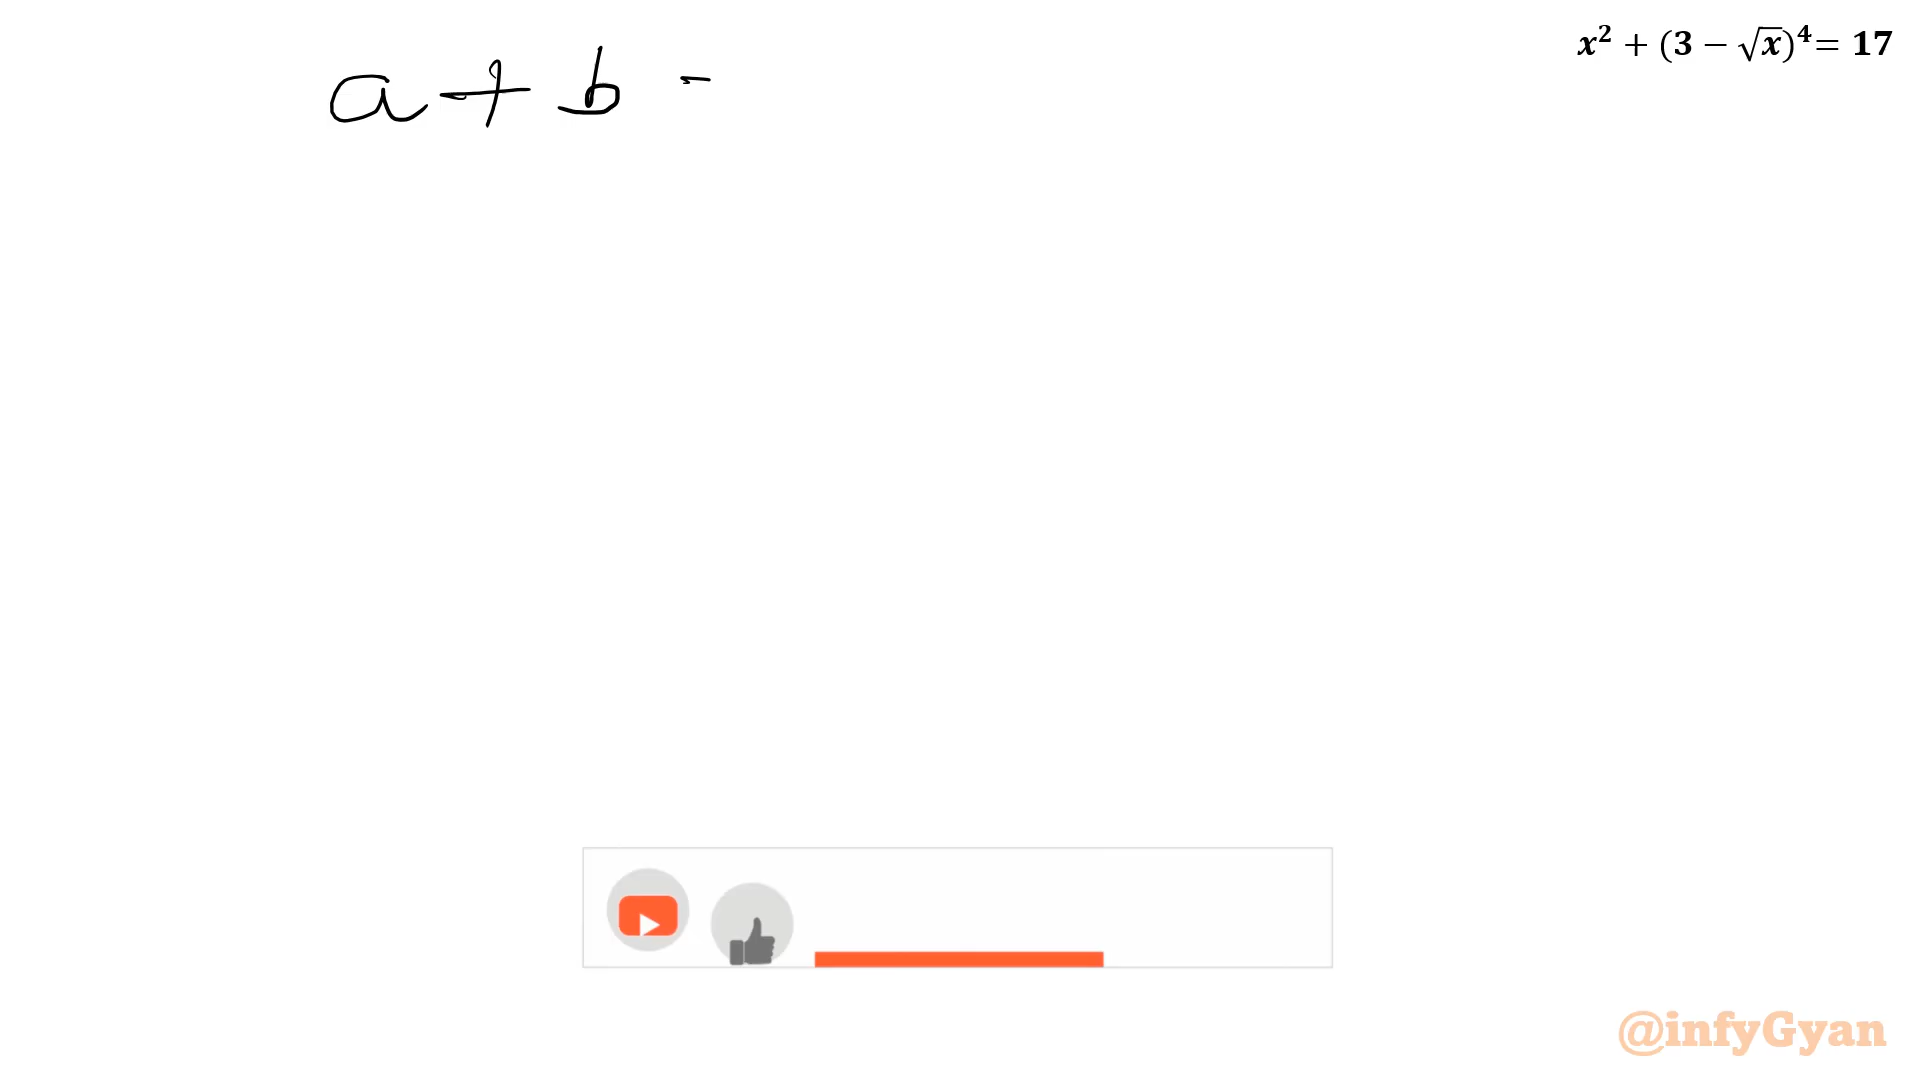 x² + (3 − √x)⁴= 17
a + b =
@infyGyan